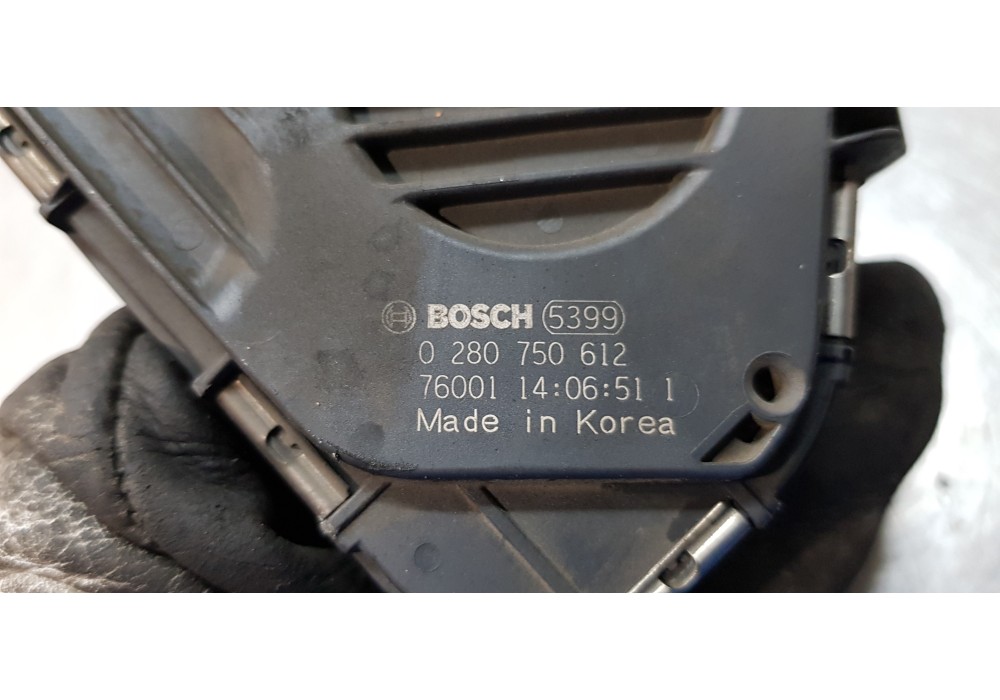 BOSCH 5399
0 280 750 612
76001 14:06:51 1
Made in Korea